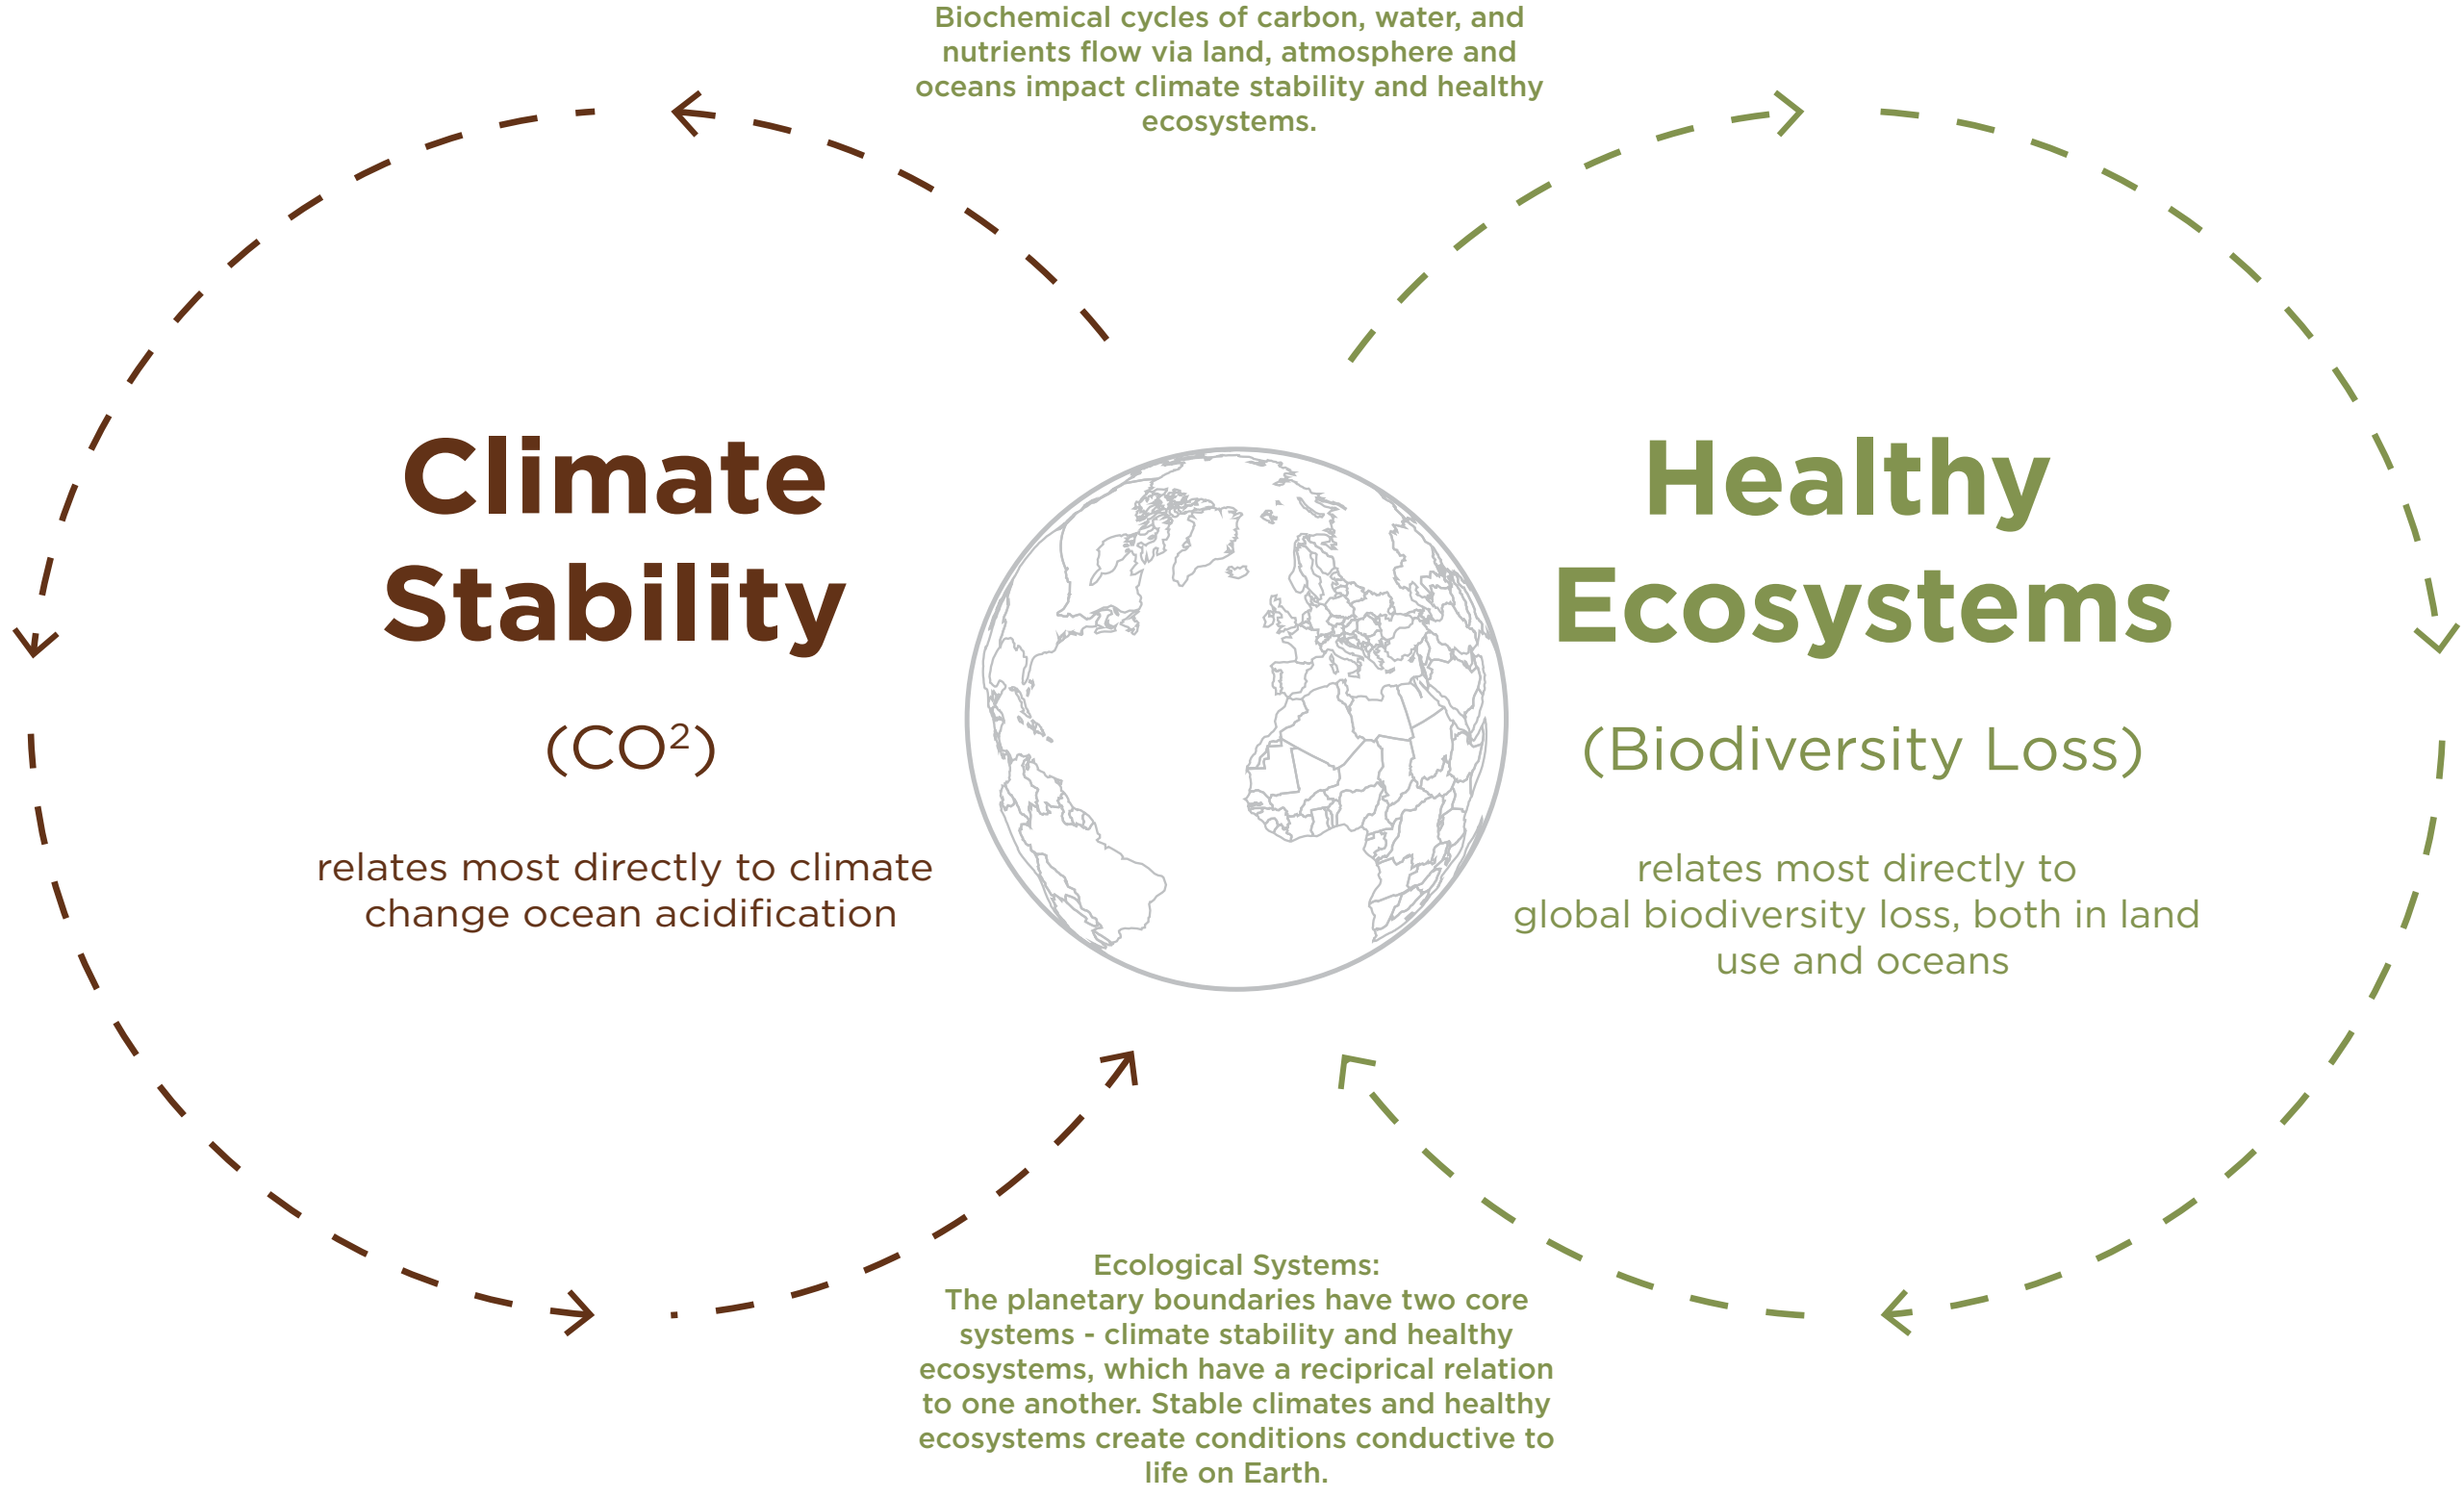 Biochemical cycles of carbon, water, and
nutrients flow via land, atmosphere and
oceans impact climate stability and healthy
ecosystems.
Climate
Stability
(CO²)
relates most directly to climate
change ocean acidification
Healthy
Ecosystems
(Biodiversity Loss)
relates most directly to
global biodiversity loss, both in land
use and oceans
Ecological Systems:
The planetary boundaries have two core
systems - climate stability and healthy
ecosystems, which have a reciprical relation
to one another. Stable climates and healthy
ecosystems create conditions conductive to
life on Earth.